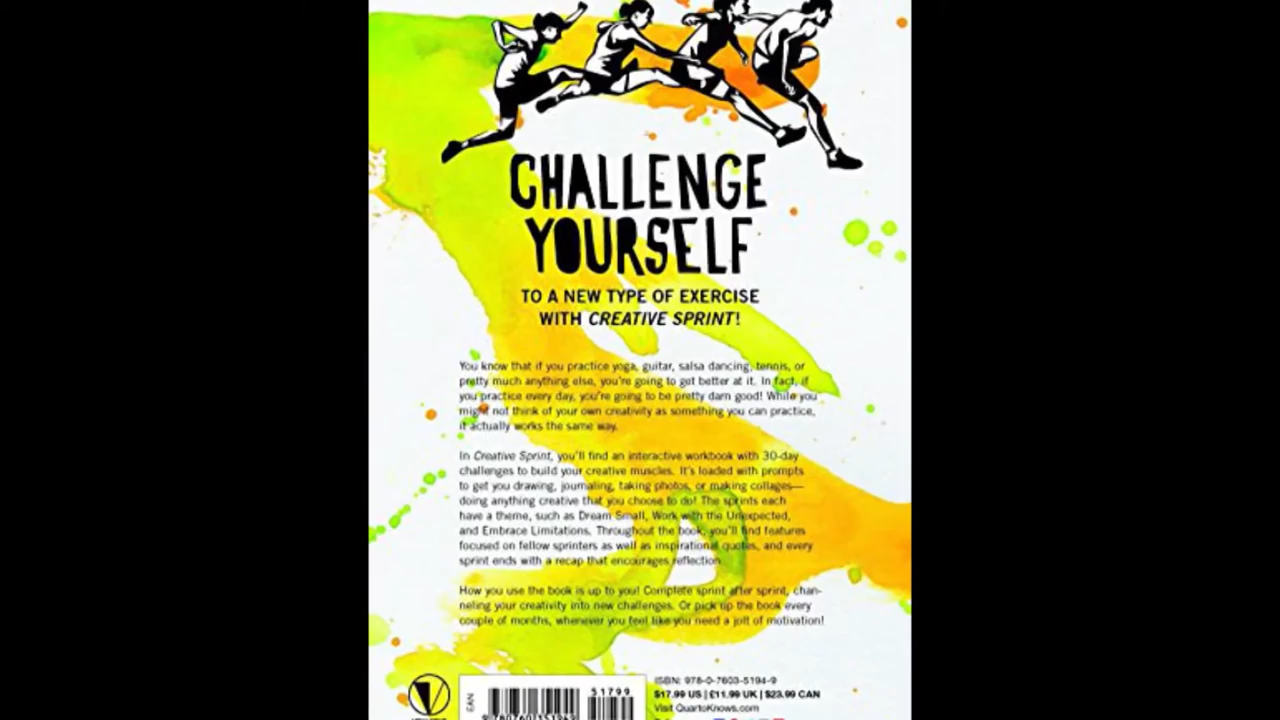 CHALLENGE
YOURSELF
TO A NEW TYPE OF EXERCISE
WITH CREATIVE SPRINT!
You know that if you practice yoga, guitar, salsa dancing, tennis, or
pretty much anything else, you're going to get better at it. In fact, if
you practice every day, you're going to be pretty darn good! While you
might not think of your own creativity as something you can practice,
it actually works the same way.
In Creative Sprint, you'll find an interactive workbook with 30-day
challenges to build your creative muscles. It's loaded with prompts
to get you drawing, journaling, taking photos, or making collages—
doing anything creative that you choose to do! The sprints each
have a theme, such as Dream Small, Work with the Unexpected,
and Embrace Limitations. Throughout the book, you'll find features
focused on fellow sprinters as well as inspirational quotes, and every
sprint ends with a recap that encourages reflection.
How you use the book is up to you! Complete sprint after sprint, chan-
neling your creativity into new challenges. Or pick up the book every
couple of months, whenever you feel like you need a jolt of motivation!
EAN
51799
9780760351949
ISBN: 978-0-7603-5194-9
$17.99 US | £11.99 UK | $23.99 CAN
Visit QuartoKnows.com